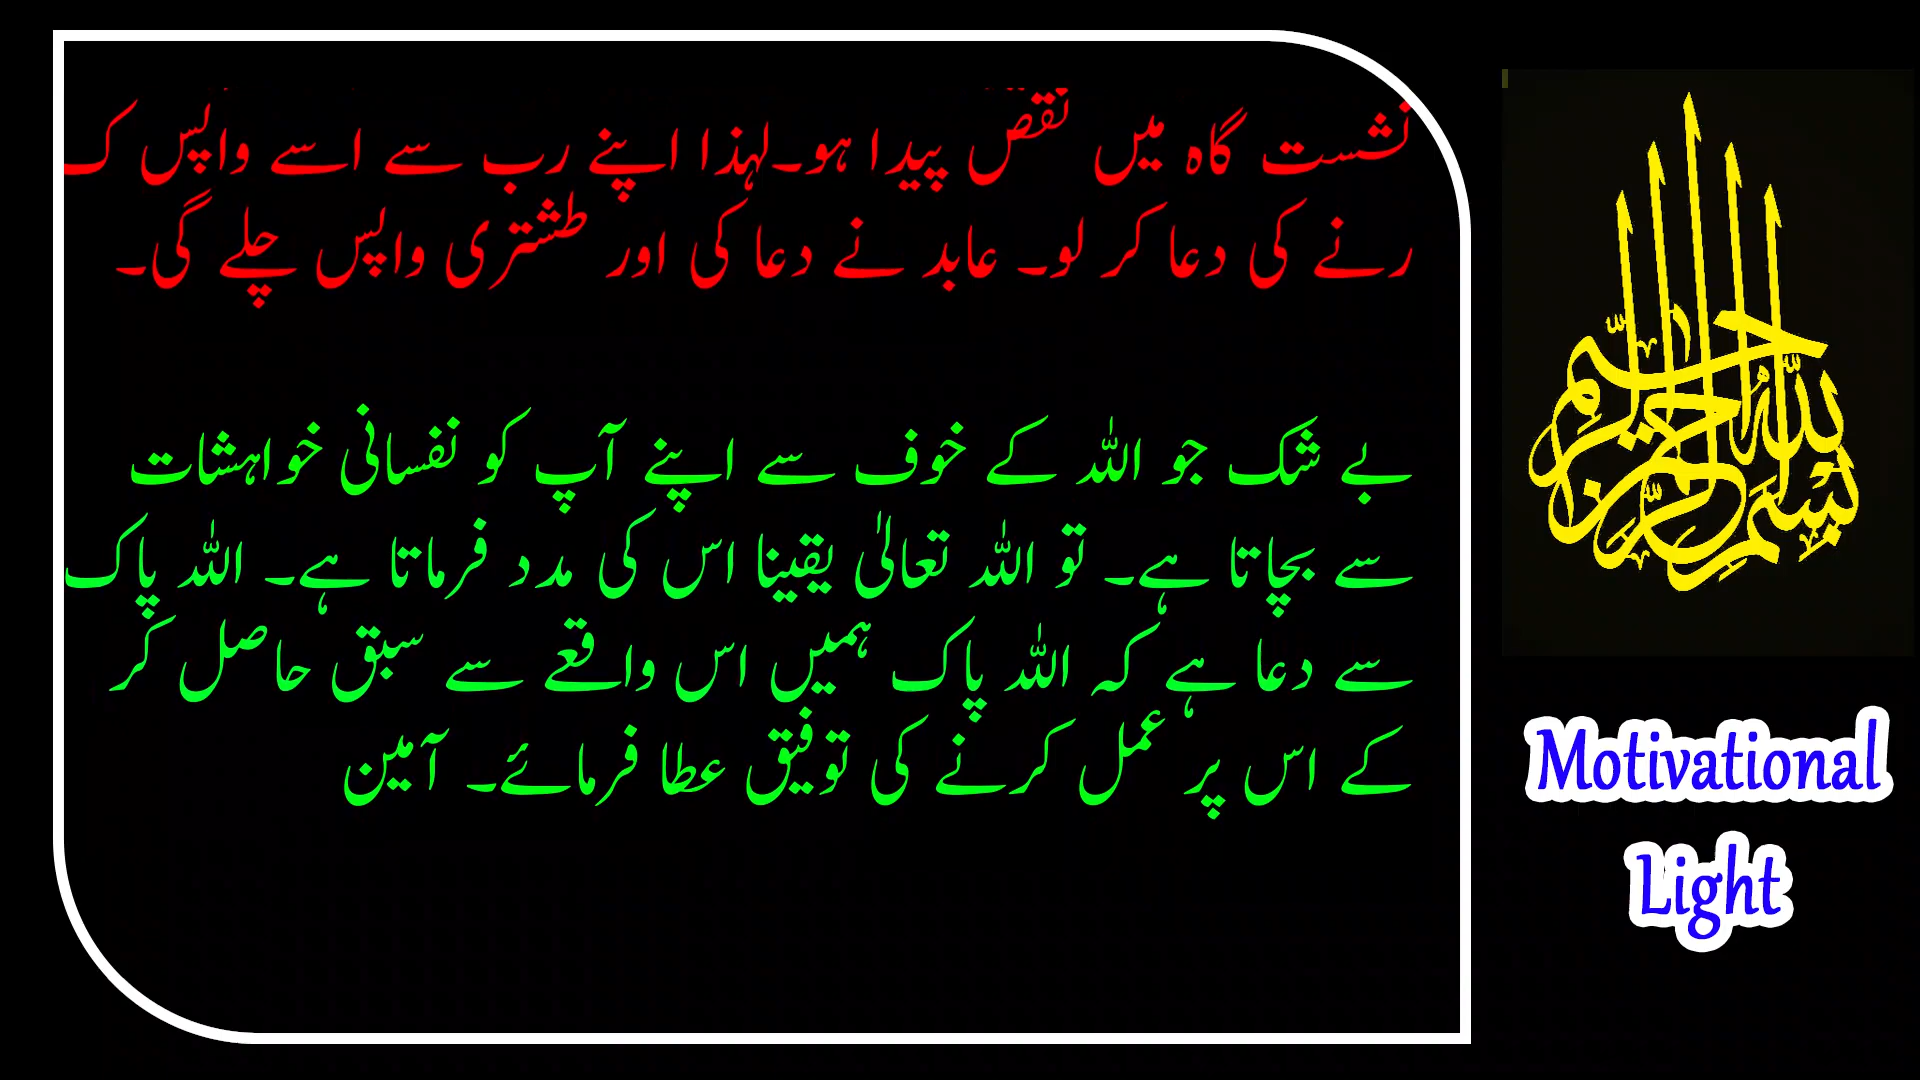 نشست گاہ میں نقص پیدا ہو۔لہذا اپنے رب سے اسے واپس ک
رنے کی دعا کر لو۔ عابد نے دعا کی اور طشتری واپس چلے گی۔
بے شک جو اللہ کے خوف سے اپنے آپ کو نفسانی خواہشات
سے بچاتا ہے۔ تو اللہ تعالیٰ یقینا اس کی مدد فرماتا ہے۔ اللہ پاک
سے دعا ہے کہ اللہ پاک ہمیں اس واقعے سے سبق حاصل کر
کے اس پر عمل کرنے کی توفیق عطا فرمائے۔ آمین
بسم الله الرحمن الرحيم
Motivational
Light